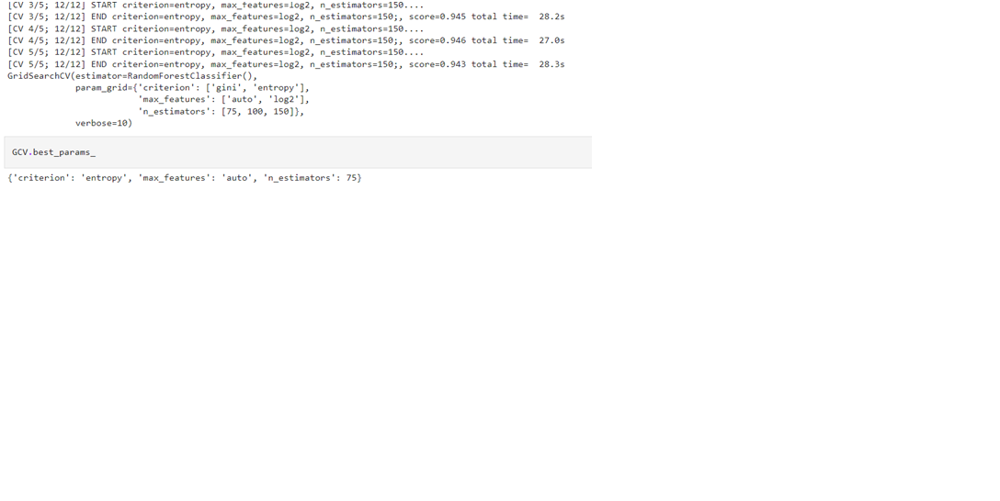 [CV 3/5; 12/12] START criterion=entropy, max_features=log2, n_estimators=150....
[CV 3/5; 12/12] END criterion=entropy, max_features=log2, n_estimators=150;, score=0.945 total time=  28.2s
[CV 4/5; 12/12] START criterion=entropy, max_features=log2, n_estimators=150....
[CV 4/5; 12/12] END criterion=entropy, max_features=log2, n_estimators=150;, score=0.946 total time=  27.0s
[CV 5/5; 12/12] START criterion=entropy, max_features=log2, n_estimators=150....
[CV 5/5; 12/12] END criterion=entropy, max_features=log2, n_estimators=150;, score=0.943 total time=  28.3s
GridSearchCV(estimator=RandomForestClassifier(),
             param_grid={'criterion': ['gini', 'entropy'],
                         'max_features': ['auto', 'log2'],
                         'n_estimators': [75, 100, 150]},
             verbose=10)
GCV.best_params_
{'criterion': 'entropy', 'max_features': 'auto', 'n_estimators': 75}